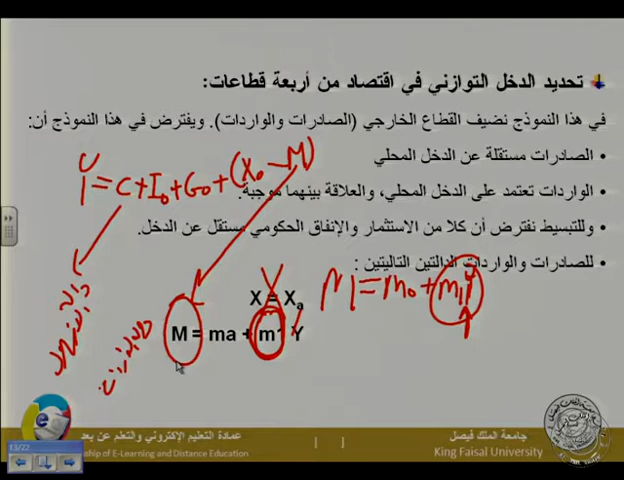 تحديد الدخل التوازني في اقتصاد من أربعة قطاعات:
في هذا النموذج نضيف القطاع الخارجي (الصادرات والواردات). ويفترض في هذا النموذج أن:
• الصادرات مستقلة عن الدخل المحلي
Y = C + I₀ + G₀ + (X₀ - M)
• الواردات تعتمد على الدخل المحلي، والعلاقة بينهما موجبة.
• وللتبسيط نفترض أن كلا من الاستثمار والإنفاق الحكومي مستقل عن الدخل.
• للصادرات والواردات الدالتين التاليتين :
X = Xa
M = m₀ + m₁Y
M = ma + m Y
13/22
عمادة التعليم الإلكتروني والتعلم عن بعد
ship of E-Learning and Distance Education
جامعة الملك فيصل
King Faisal University